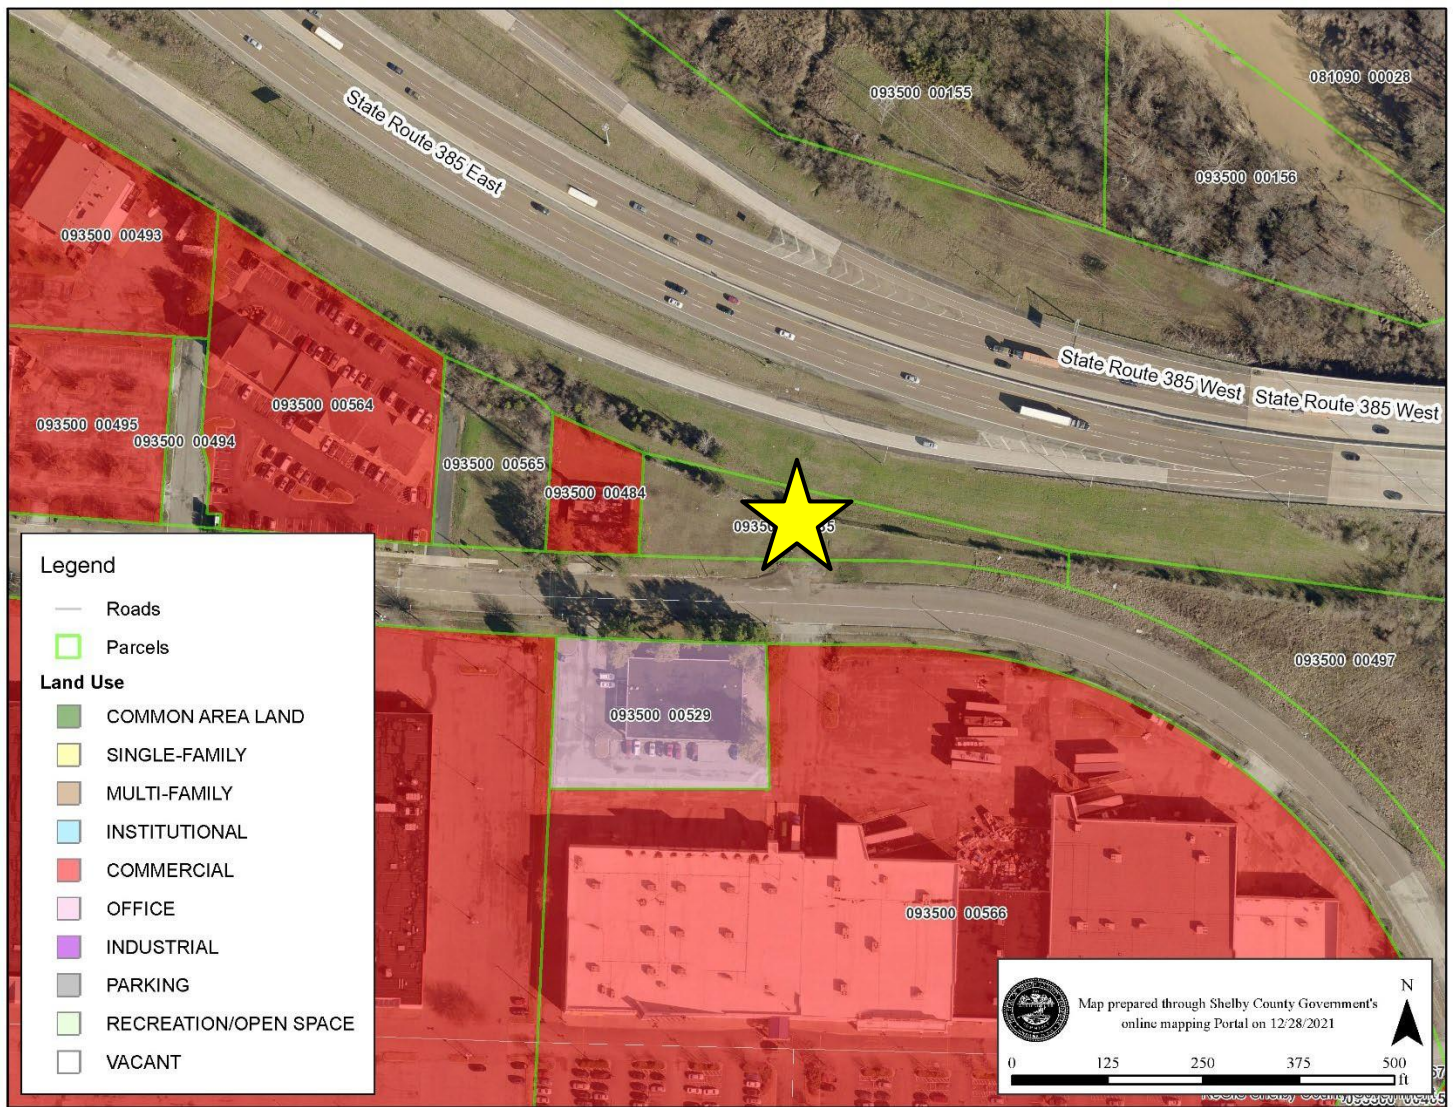 081090 00028
093500 00155
State Route 385 East
093500 00156
093500 00493
State Route 385 West
State Route 385 West
093500 00564
093500 00495
093500 00494
093500 00565
093500 00484
093500 00497
093500 00529
093500 00566
Legend
Roads
Parcels
Land Use
COMMON AREA LAND
SINGLE-FAMILY
MULTI-FAMILY
INSTITUTIONAL
COMMERCIAL
OFFICE
INDUSTRIAL
PARKING
RECREATION/OPEN SPACE
VACANT
Map prepared through Shelby County Government's
online mapping Portal on 12/28/2021
N
0 125 250 375 500
ft